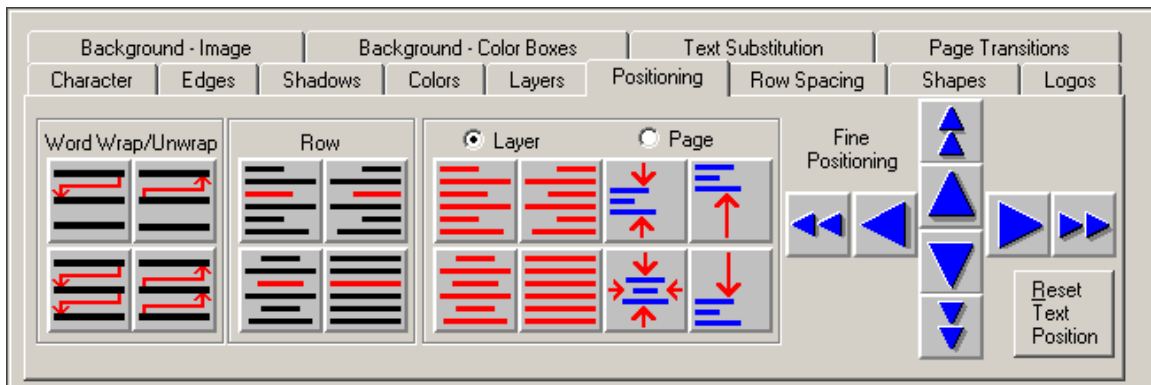 Background - Image
Background - Color Boxes
Text Substitution
Page Transitions
Character
Edges
Shadows
Colors
Layers
Positioning
Row Spacing
Shapes
Logos
Word Wrap/Unwrap
Row
Layer
Page
Fine
Positioning
Reset
Text
Position